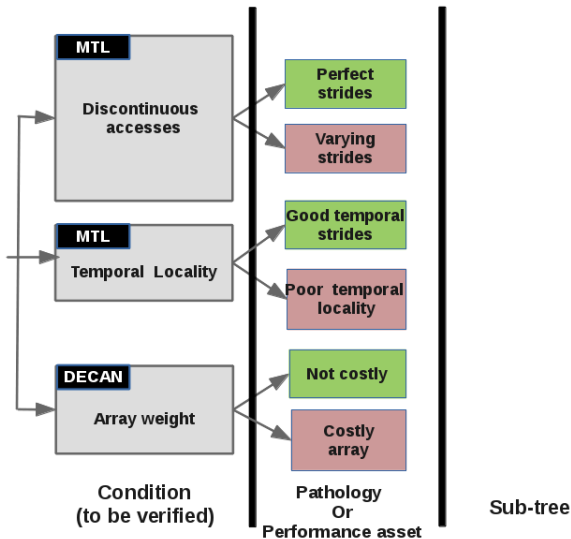 MTL
Discontinuous
accesses
Perfect
strides
Varying
strides
MTL
Temporal Locality
Good temporal
strides
Poor temporal
locality
DECAN
Array weight
Not costly
Costly
array
Condition
(to be verified)
Pathology
Or
Performance asset
Sub-tree